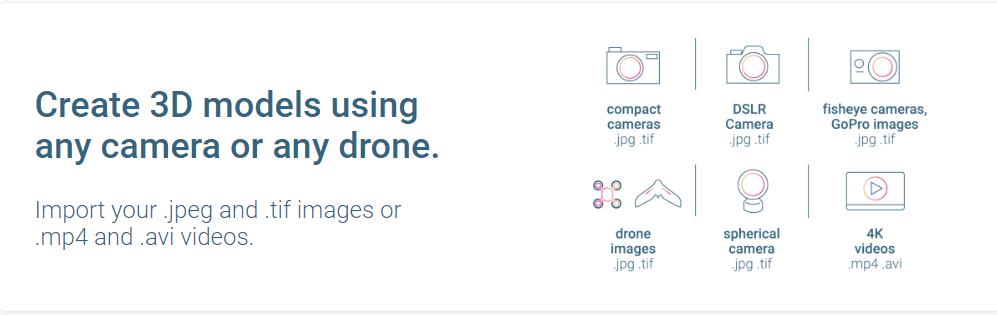 Create 3D models using
any camera or any drone.
Import your .jpeg and .tif images or
.mp4 and .avi videos.
compact
cameras
.jpg .tif
DSLR
Camera
.jpg .tif
fisheye cameras,
GoPro images
.jpg .tif
drone
images
.jpg .tif
spherical
camera
.jpg .tif
4K
videos
.mp4 .avi